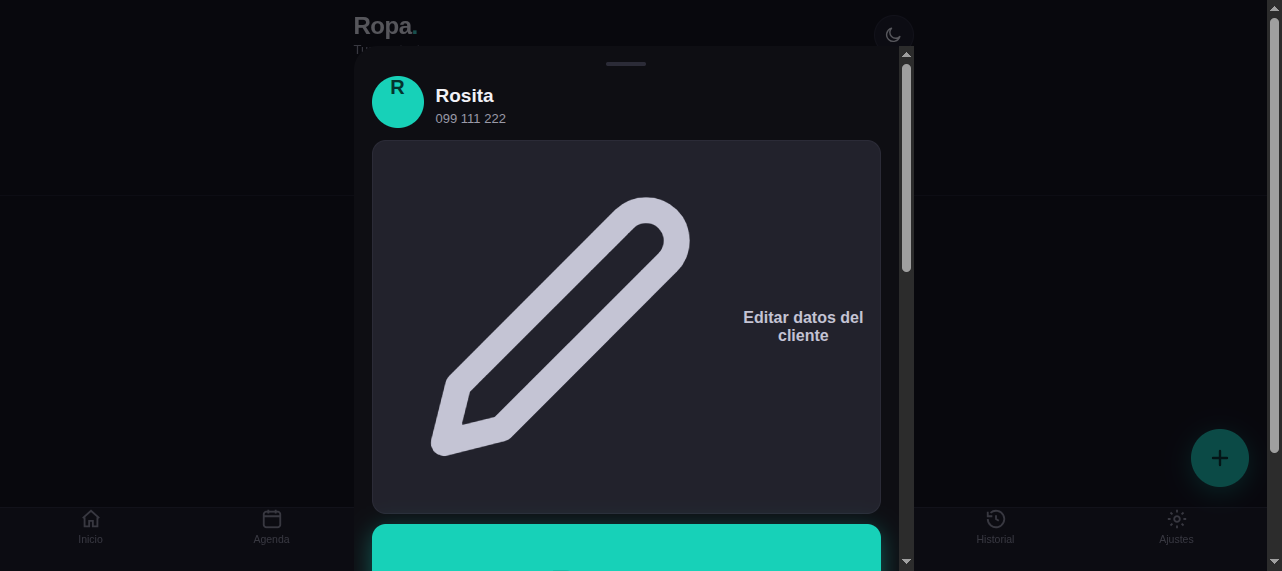 Ropa.
R
Rosita
099 111 222
Editar datos del
cliente
Inicio
Agenda
Historial
Ajustes